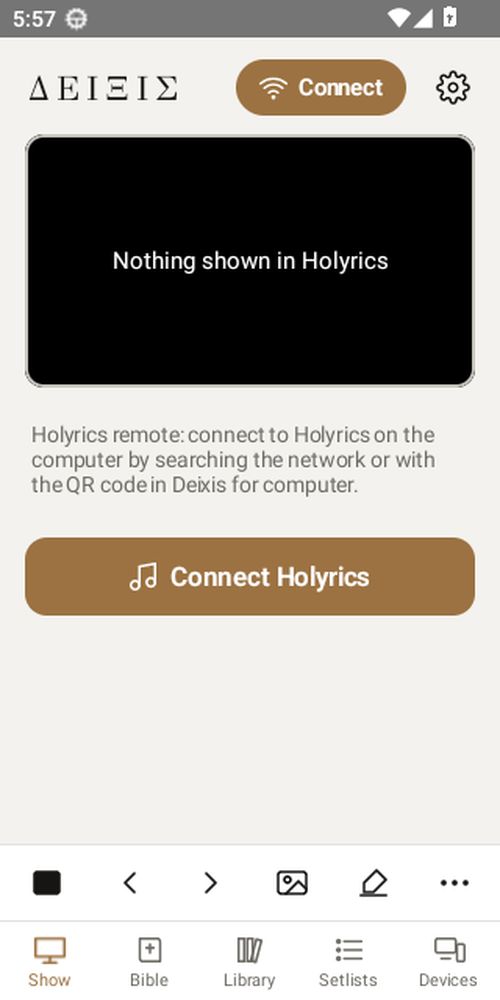 5:57
ΔΕΙΞΙΣ
Connect
Nothing shown in Holyrics
Holyrics remote: connect to Holyrics on the
computer by searching the network or with
the QR code in Deixis for computer.
Connect Holyrics
Show
Bible
Library
Setlists
Devices